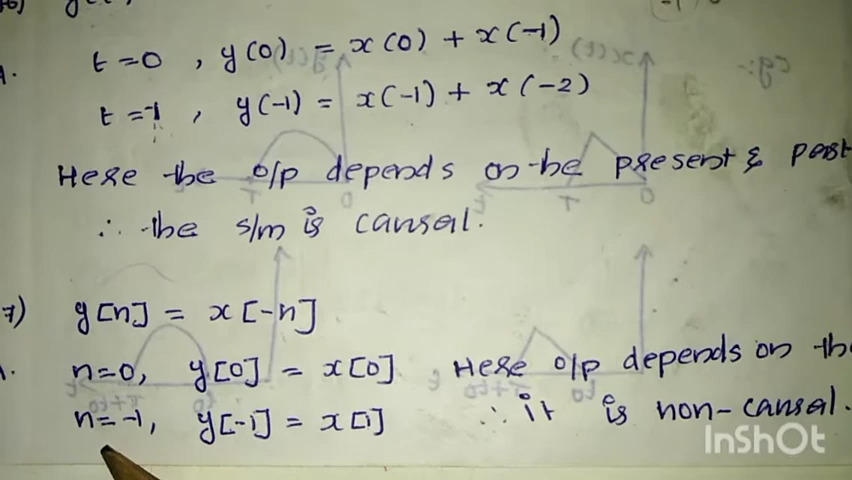 t=0 , y(0) = x(0) + x(-1)
t=-1 , y(-1) = x(-1) + x(-2)
Here the o/p depends on the present & past
∴ the s/m is causal.
7) y[n] = x[-n]
n=0, y[0] = x[0] Here o/p depends on the
n=-1, y[-1] = x[1] ∴ it is non-causal.
InShOt